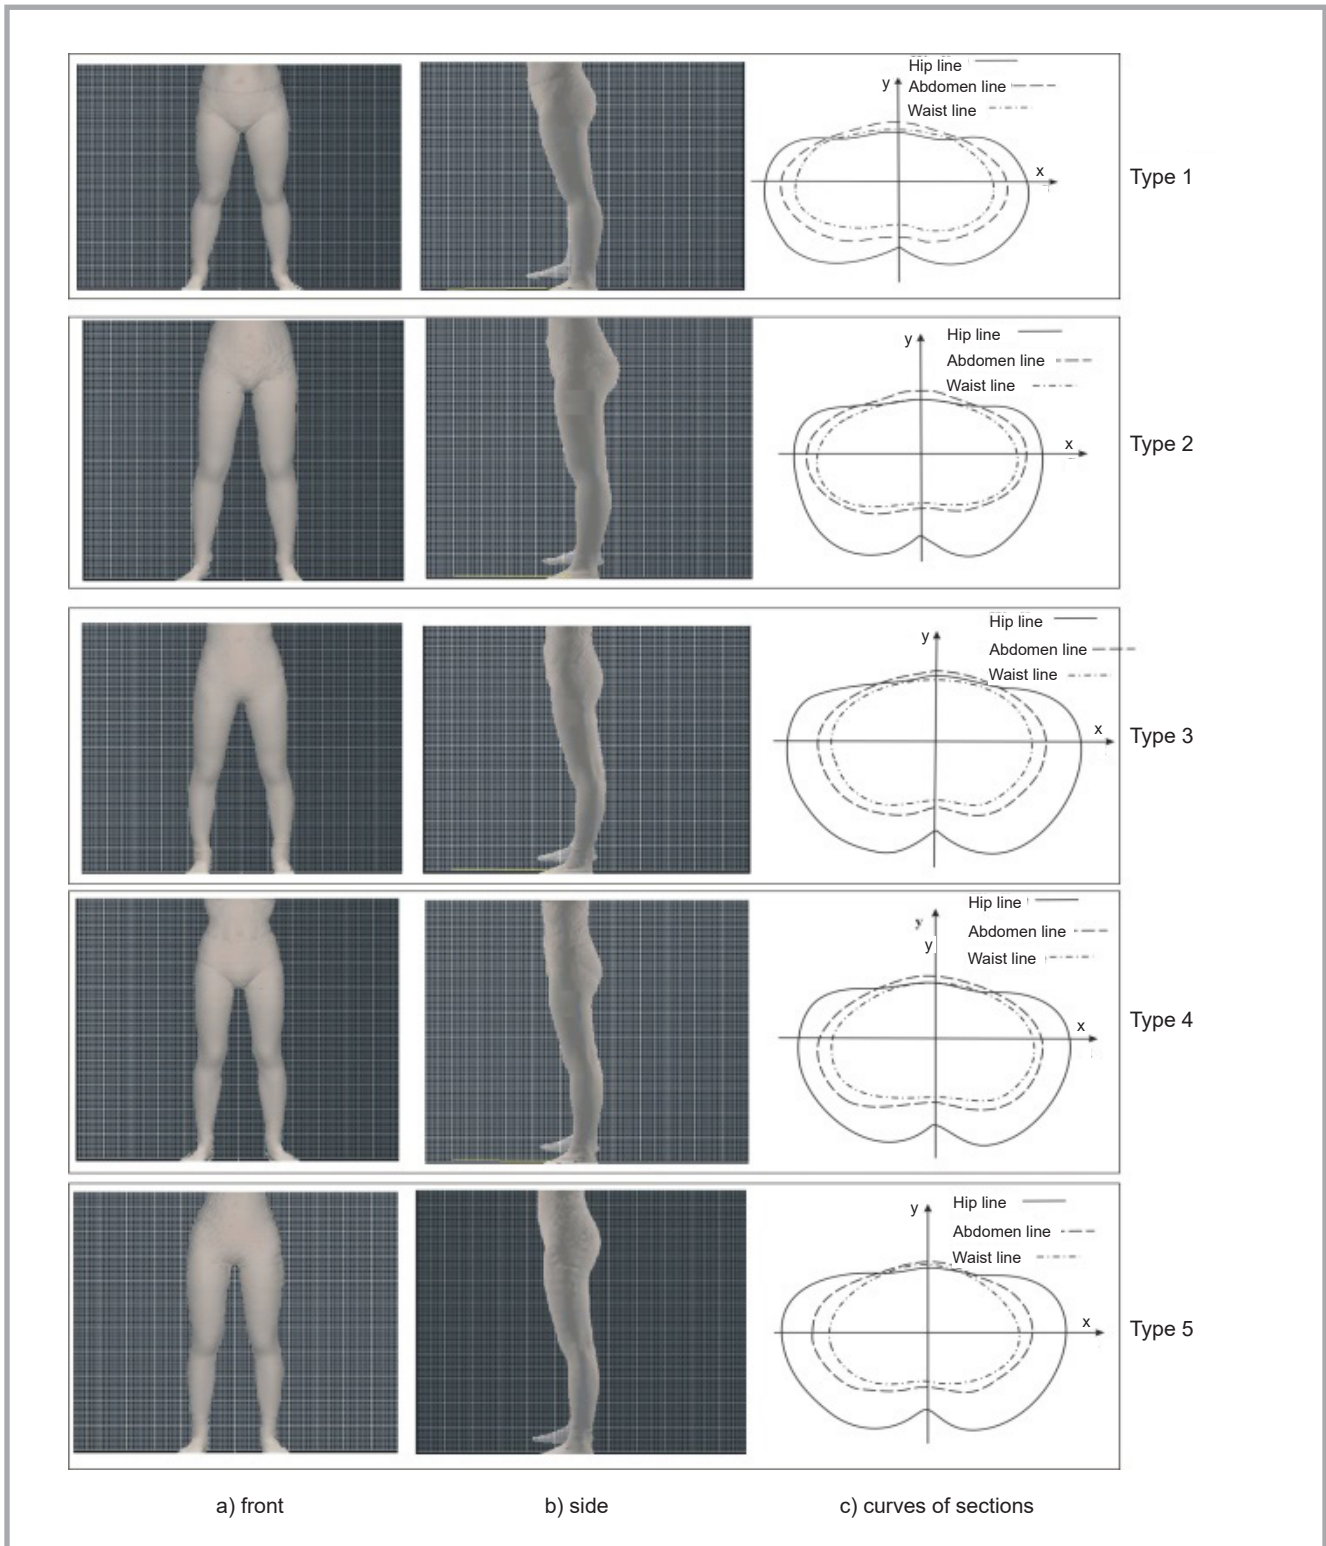 Hip line
y
Abdomen line
Waist line
x
Type 1
Hip line
y
Abdomen line
Waist line
x
Type 2
Hip line
y
Abdomen line
Waist line
x
Type 3
Hip line
y
Abdomen line
y
Waist line
x
Type 4
Hip line
y
Abdomen line
Waist line
x
Type 5
a) front b) side c) curves of sections